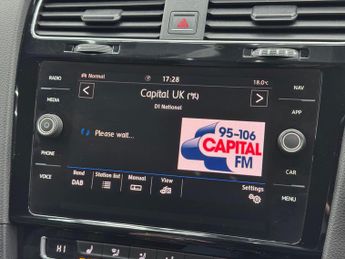 RADIO
MEDIA
PHONE
VOICE
Normal
17:28
18.0°C
Capital UK
D1 National
Please wait...
95-106
CAPITAL
FM
Band
DAB
Station list
Manual
View
Settings
NAV
APP
CAR
MENU